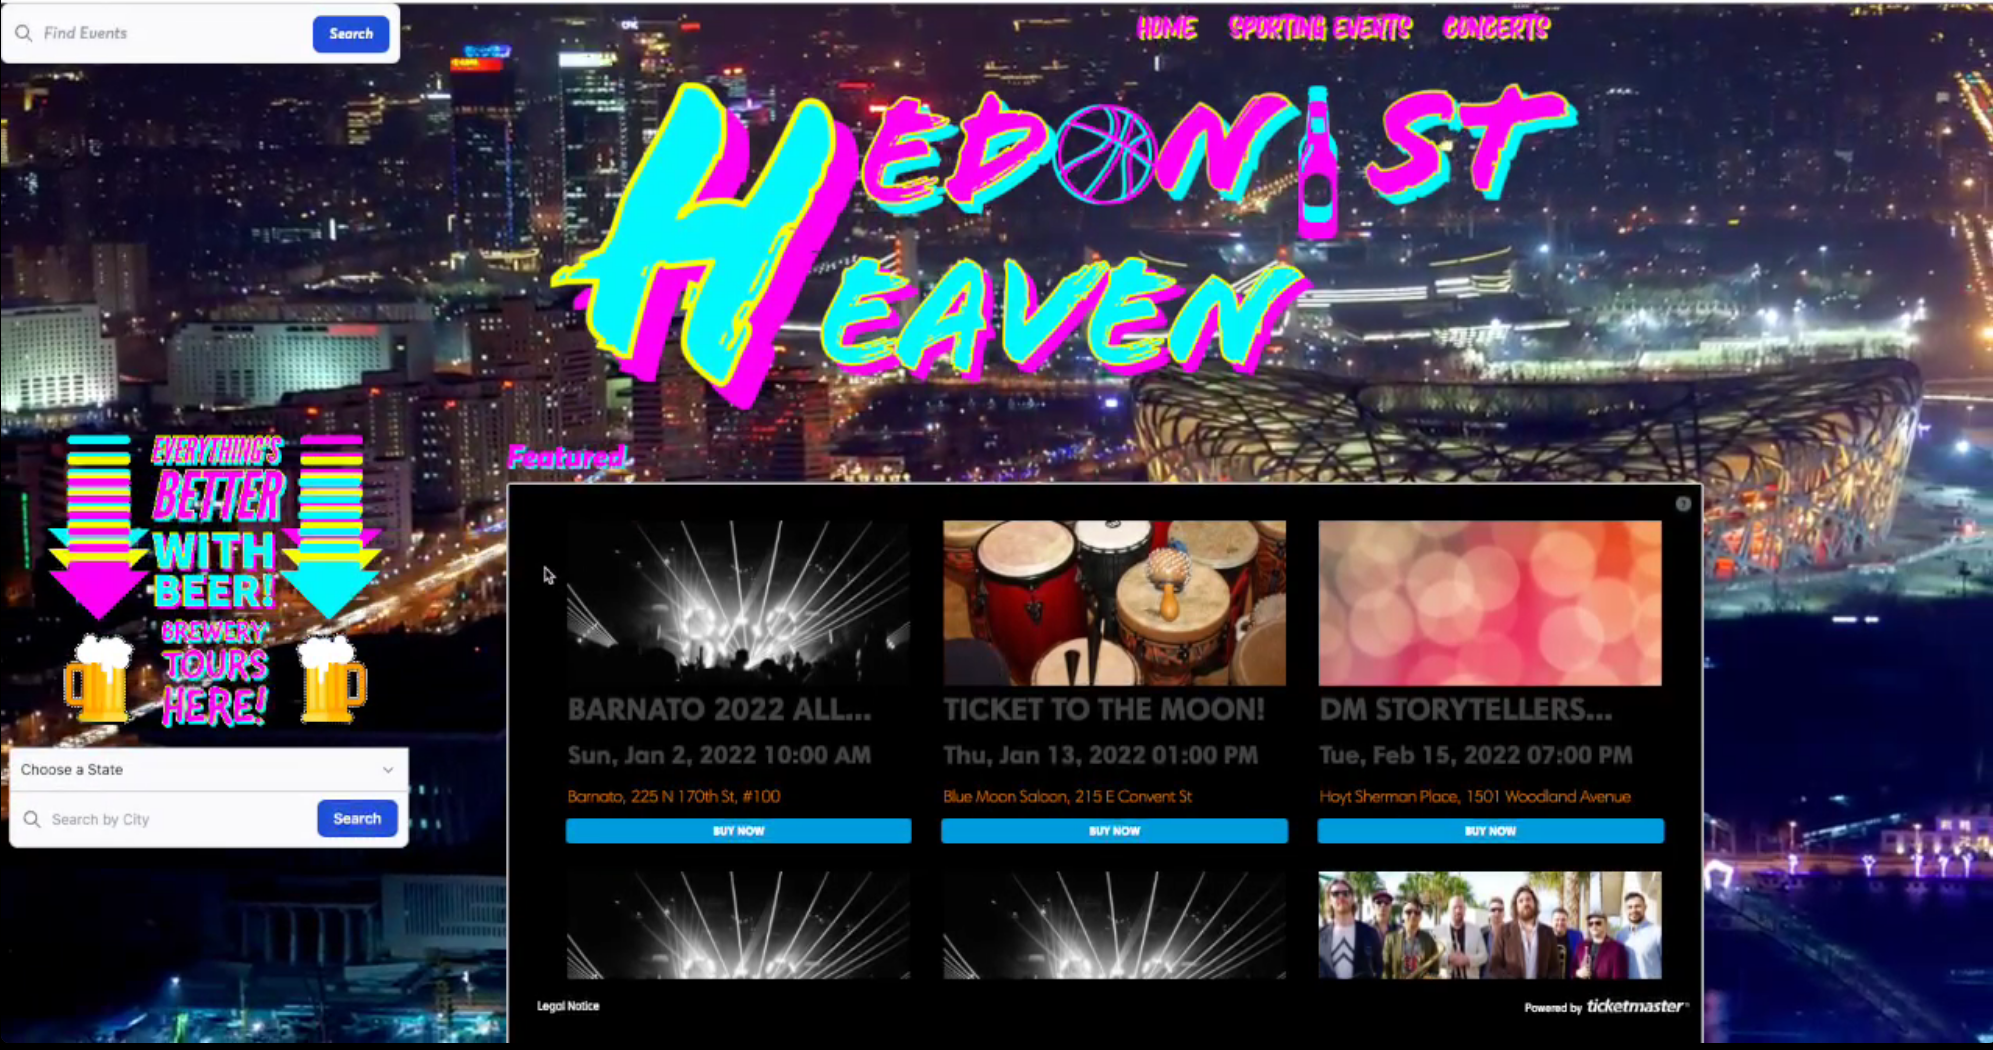 Find Events
Search
HOME SPORTING EVENTS CONCERTS
HEDONIST
HEAVEN
EVERYTHING'S
BETTER
WITH
BEER!
BREWERY
TOURS
HERE!
Choose a State
Search by City
Search
Featured
BARNATO 2022 ALL...
Sun, Jan 2, 2022 10:00 AM
Barnato, 225 N 170th St, #100
BUY NOW
TICKET TO THE MOON!
Thu, Jan 13, 2022 01:00 PM
Blue Moon Saloon, 215 E Convent St
BUY NOW
DM STORYTELLERS...
Tue, Feb 15, 2022 07:00 PM
Hoyt Sherman Place, 1501 Woodland Avenue
BUY NOW
Legal Notice
Powered by ticketmaster